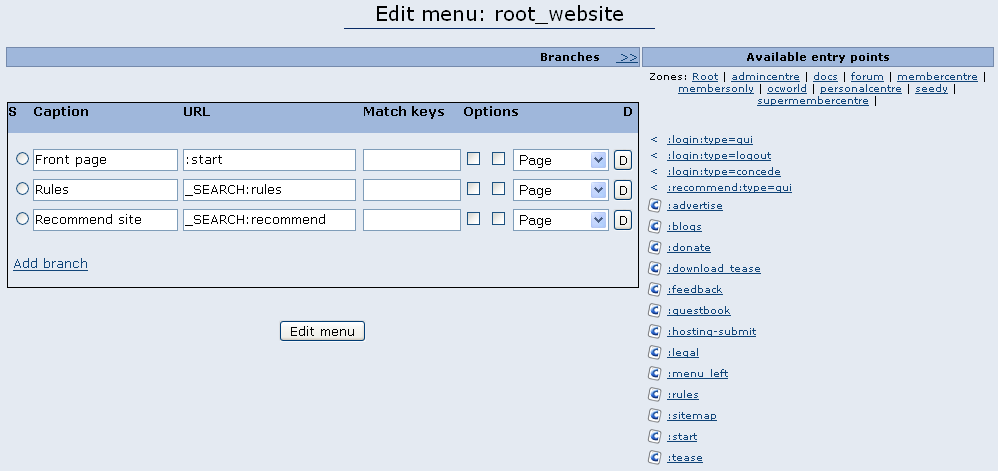 Edit menu: root_website
Branches >>
S Caption URL Match keys Options D
Front page :start Page D
Rules _SEARCH:rules Page D
Recommend site _SEARCH:recommend Page D
Add branch
Edit menu
Available entry points
Zones: Root | admincentre | docs | forum | membercentre |
membersonly | ocworld | personalcentre | seedy |
supermembercentre |
< :login:type=gui
< :login:type=logout
< :login:type=concede
< :recommend:type=gui
:advertise
:blogs
:donate
:download_tease
:feedback
:guestbook
:hosting-submit
:legal
:menu_left
:rules
:sitemap
:start
:tease